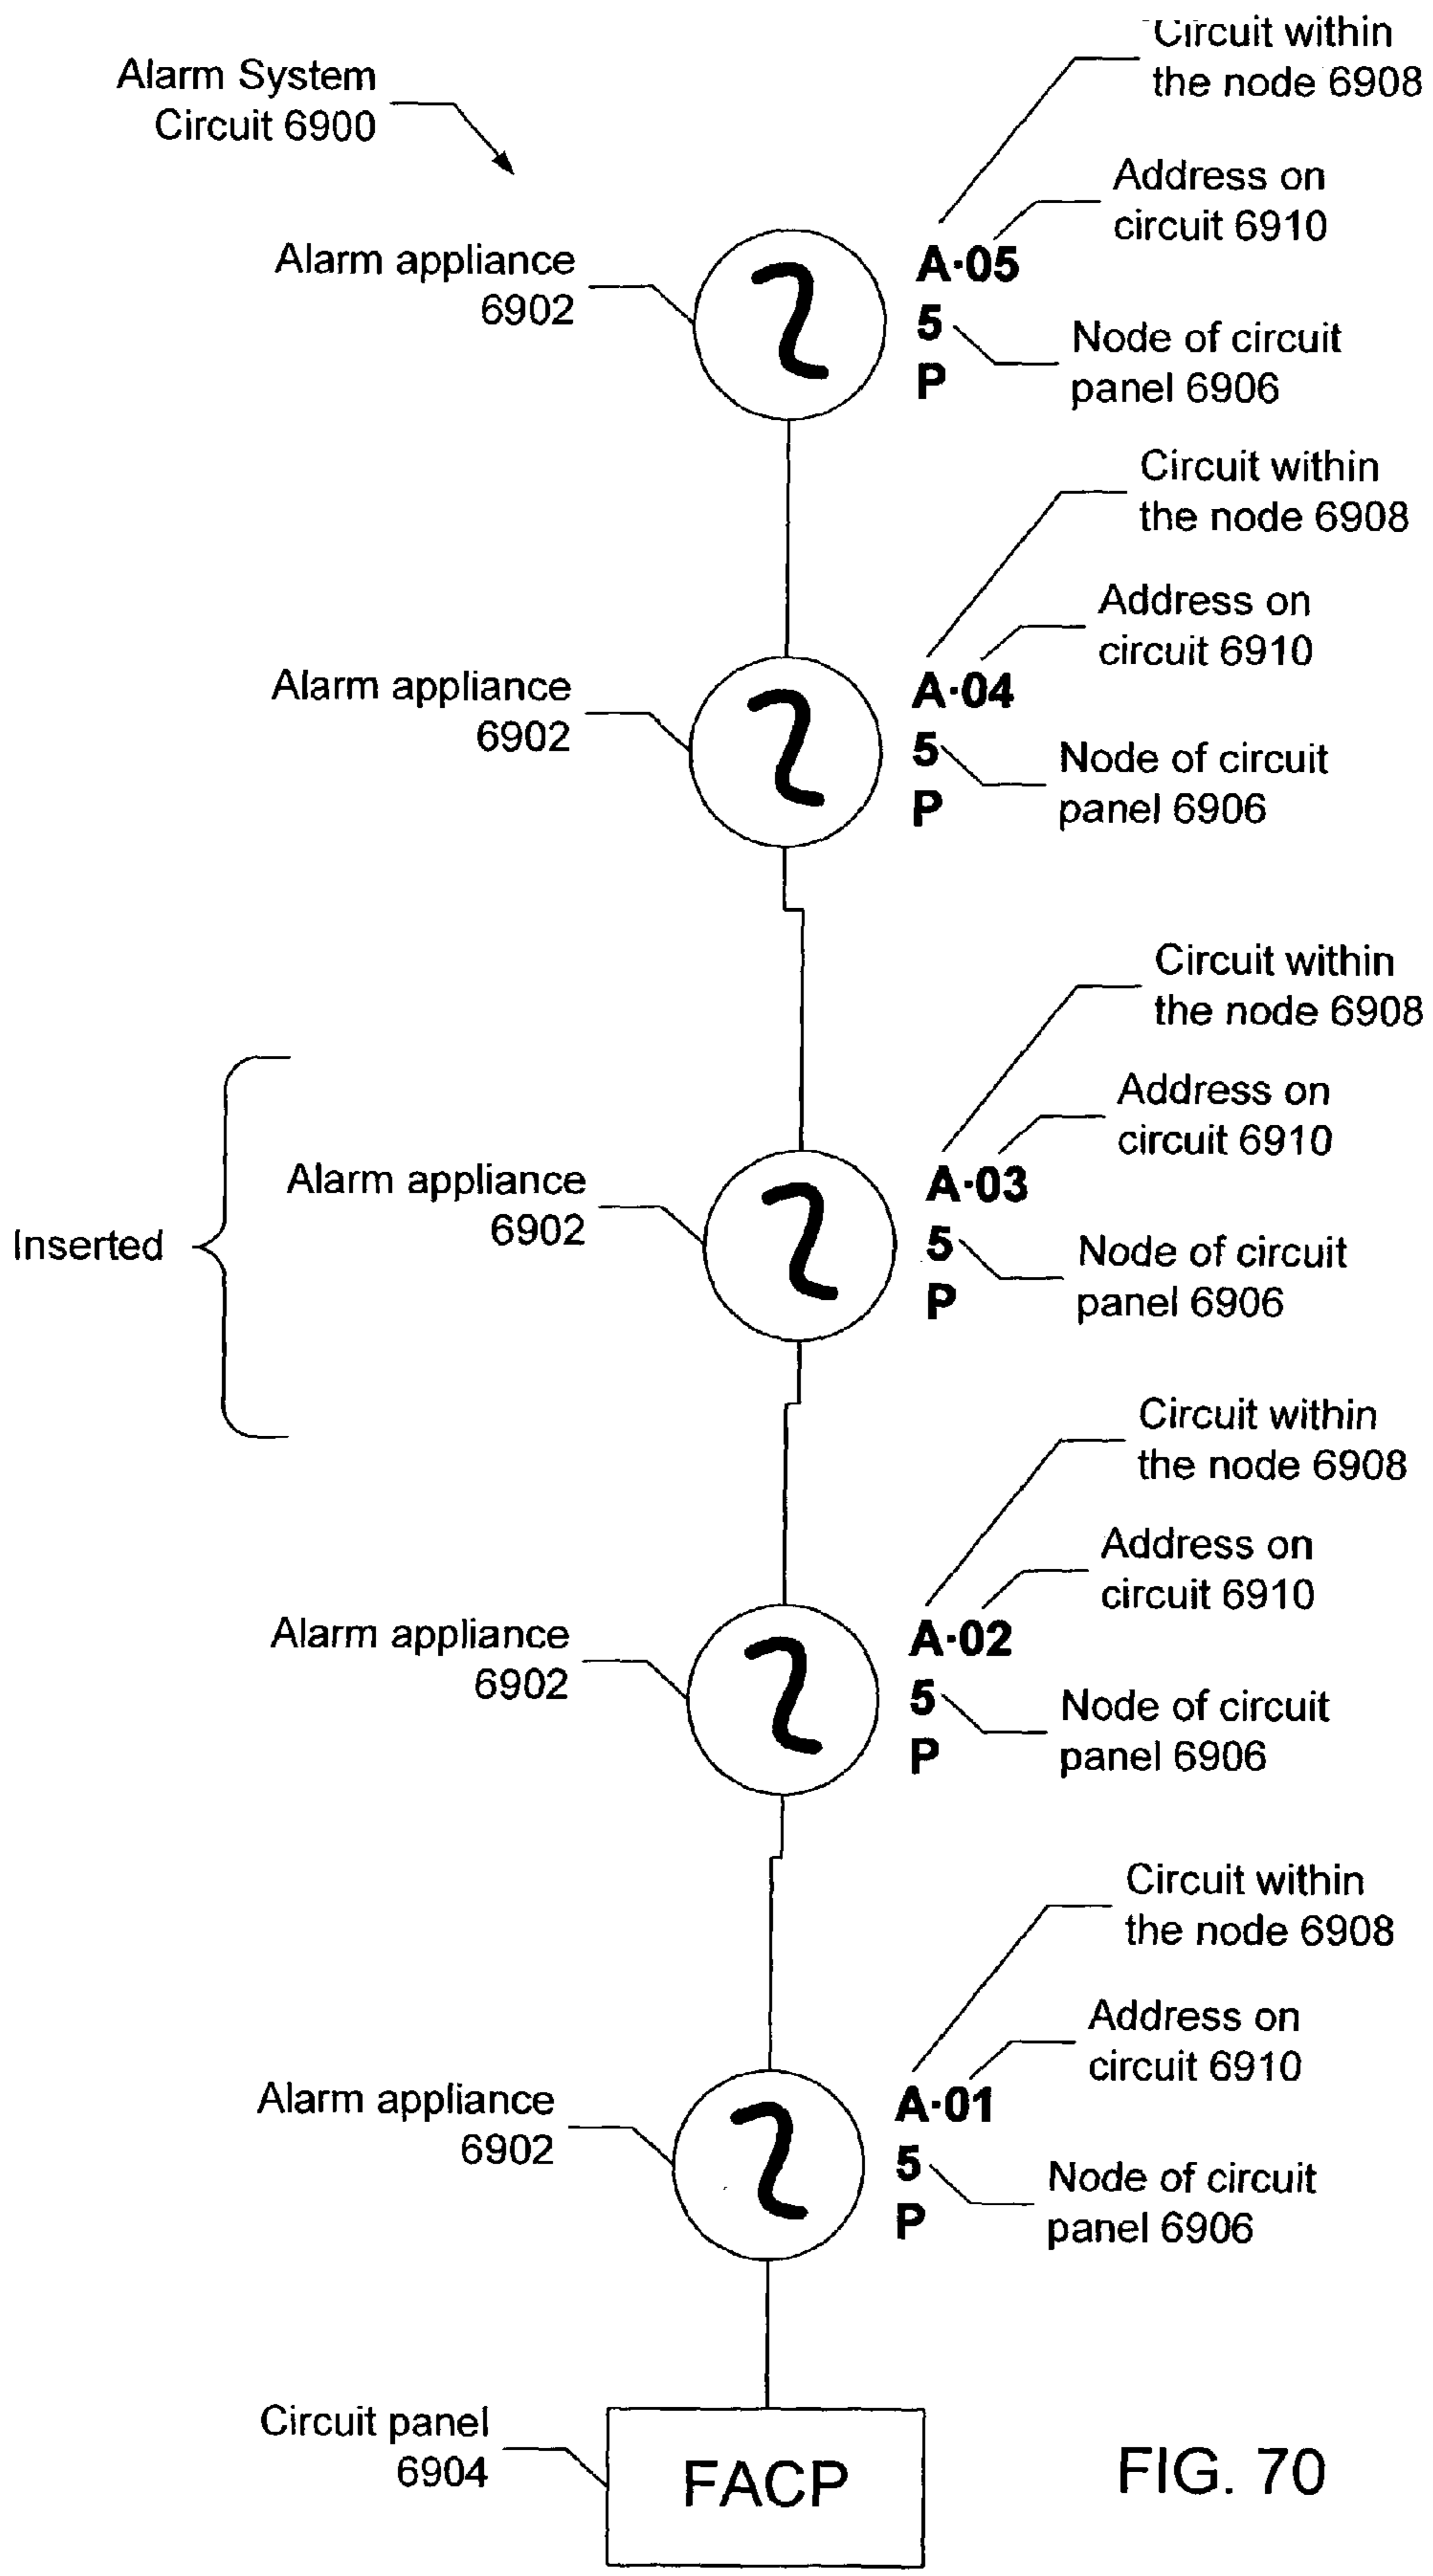 Alarm System
Circuit 6900
Circuit within
the node 6908
Address on
circuit 6910
Alarm appliance
6902
A·05
5
P
Node of circuit
panel 6906
Circuit within
the node 6908
Address on
circuit 6910
Alarm appliance
6902
A·04
5
P
Node of circuit
panel 6906
Circuit within
the node 6908
Address on
circuit 6910
Inserted
Alarm appliance
6902
A·03
5
P
Node of circuit
panel 6906
Circuit within
the node 6908
Address on
circuit 6910
Alarm appliance
6902
A·02
5
P
Node of circuit
panel 6906
Circuit within
the node 6908
Address on
circuit 6910
Alarm appliance
6902
A·01
5
P
Node of circuit
panel 6906
Circuit panel
6904
FACP
FIG. 70